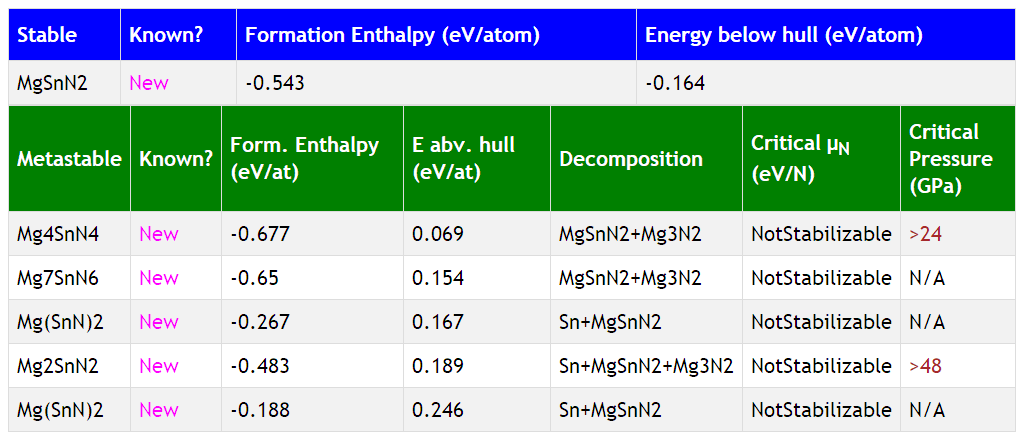 Stable Known? Formation Enthalpy (eV/atom) Energy below hull (eV/atom)
MgSnN2 New -0.543 -0.164
Metastable Known? Form. Enthalpy (eV/at) E abv. hull (eV/at) Decomposition Critical μN (eV/N) Critical Pressure (GPa)
Mg4SnN4 New -0.677 0.069 MgSnN2+Mg3N2 NotStabilizable >24
Mg7SnN6 New -0.65 0.154 MgSnN2+Mg3N2 NotStabilizable N/A
Mg(SnN)2 New -0.267 0.167 Sn+MgSnN2 NotStabilizable N/A
Mg2SnN2 New -0.483 0.189 Sn+MgSnN2+Mg3N2 NotStabilizable >48
Mg(SnN)2 New -0.188 0.246 Sn+MgSnN2 NotStabilizable N/A